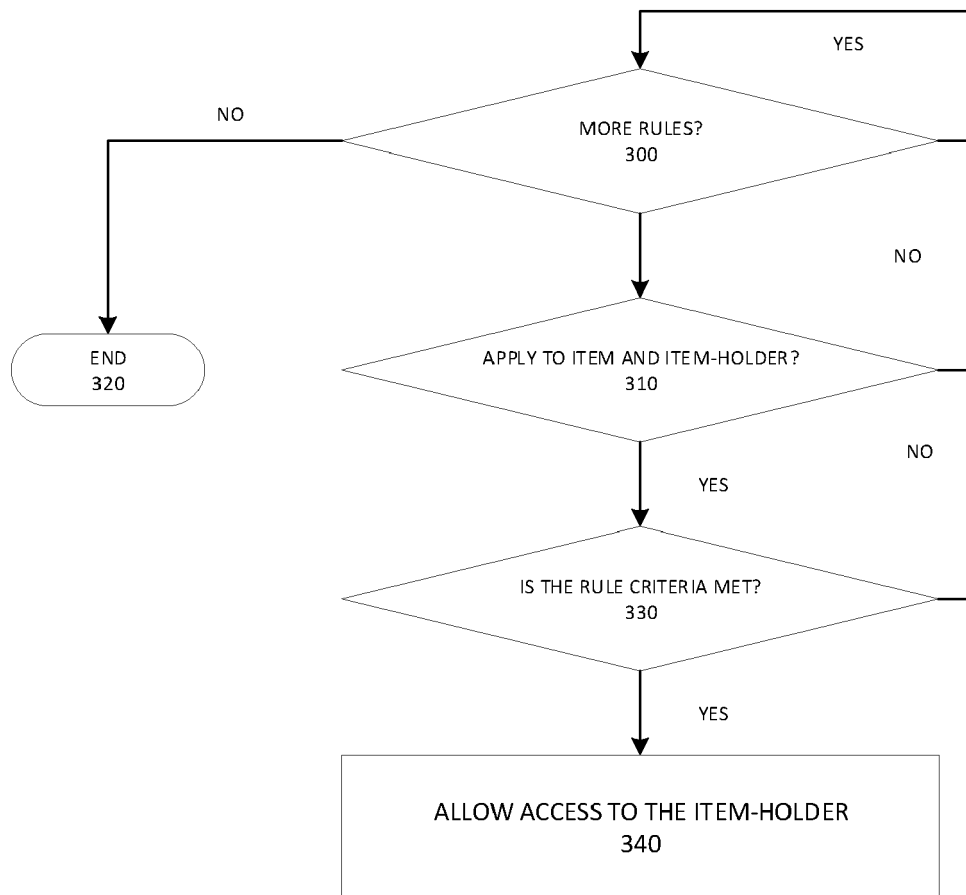 YES
NO
MORE RULES?
300
NO
END
320
APPLY TO ITEM AND ITEM-HOLDER?
310
NO
YES
IS THE RULE CRITERIA MET?
330
YES
ALLOW ACCESS TO THE ITEM-HOLDER
340